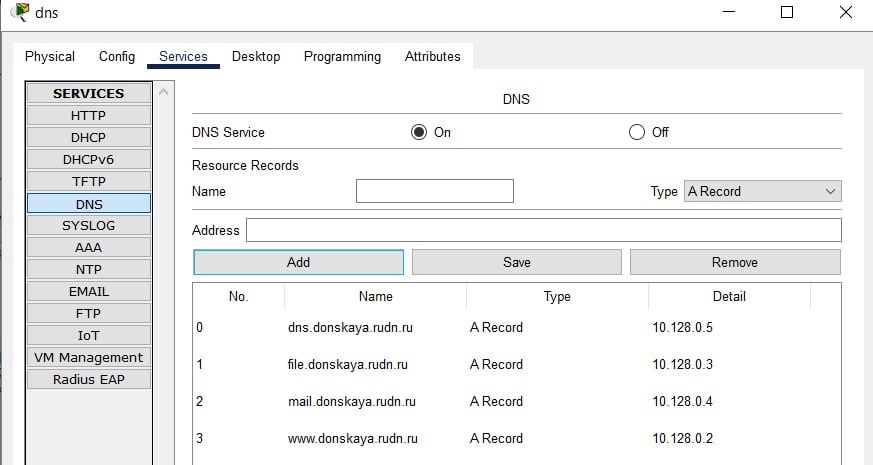 dns
Physical Config Services Desktop Programming Attributes
SERVICES
HTTP
DHCP
DHCPv6
TFTP
DNS
SYSLOG
AAA
NTP
EMAIL
FTP
IoT
VM Management
Radius EAP
DNS
DNS Service On Off
Resource Records
Name Type A Record
Address
Add Save Remove
No. Name Type Detail
0 dns.donskaya.rudn.ru A Record 10.128.0.5
1 file.donskaya.rudn.ru A Record 10.128.0.3
2 mail.donskaya.rudn.ru A Record 10.128.0.4
3 www.donskaya.rudn.ru A Record 10.128.0.2